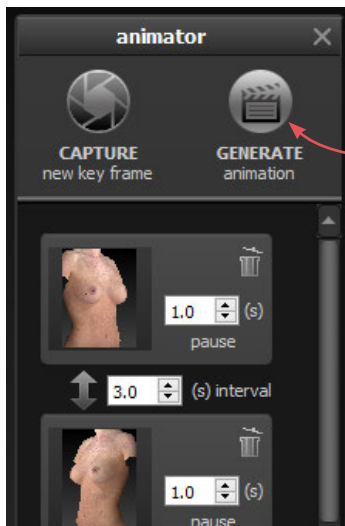 animator
CAPTURE
new key frame
GENERATE
animation
1.0 (s)
pause
3.0 (s) interval
1.0 (s)
pause